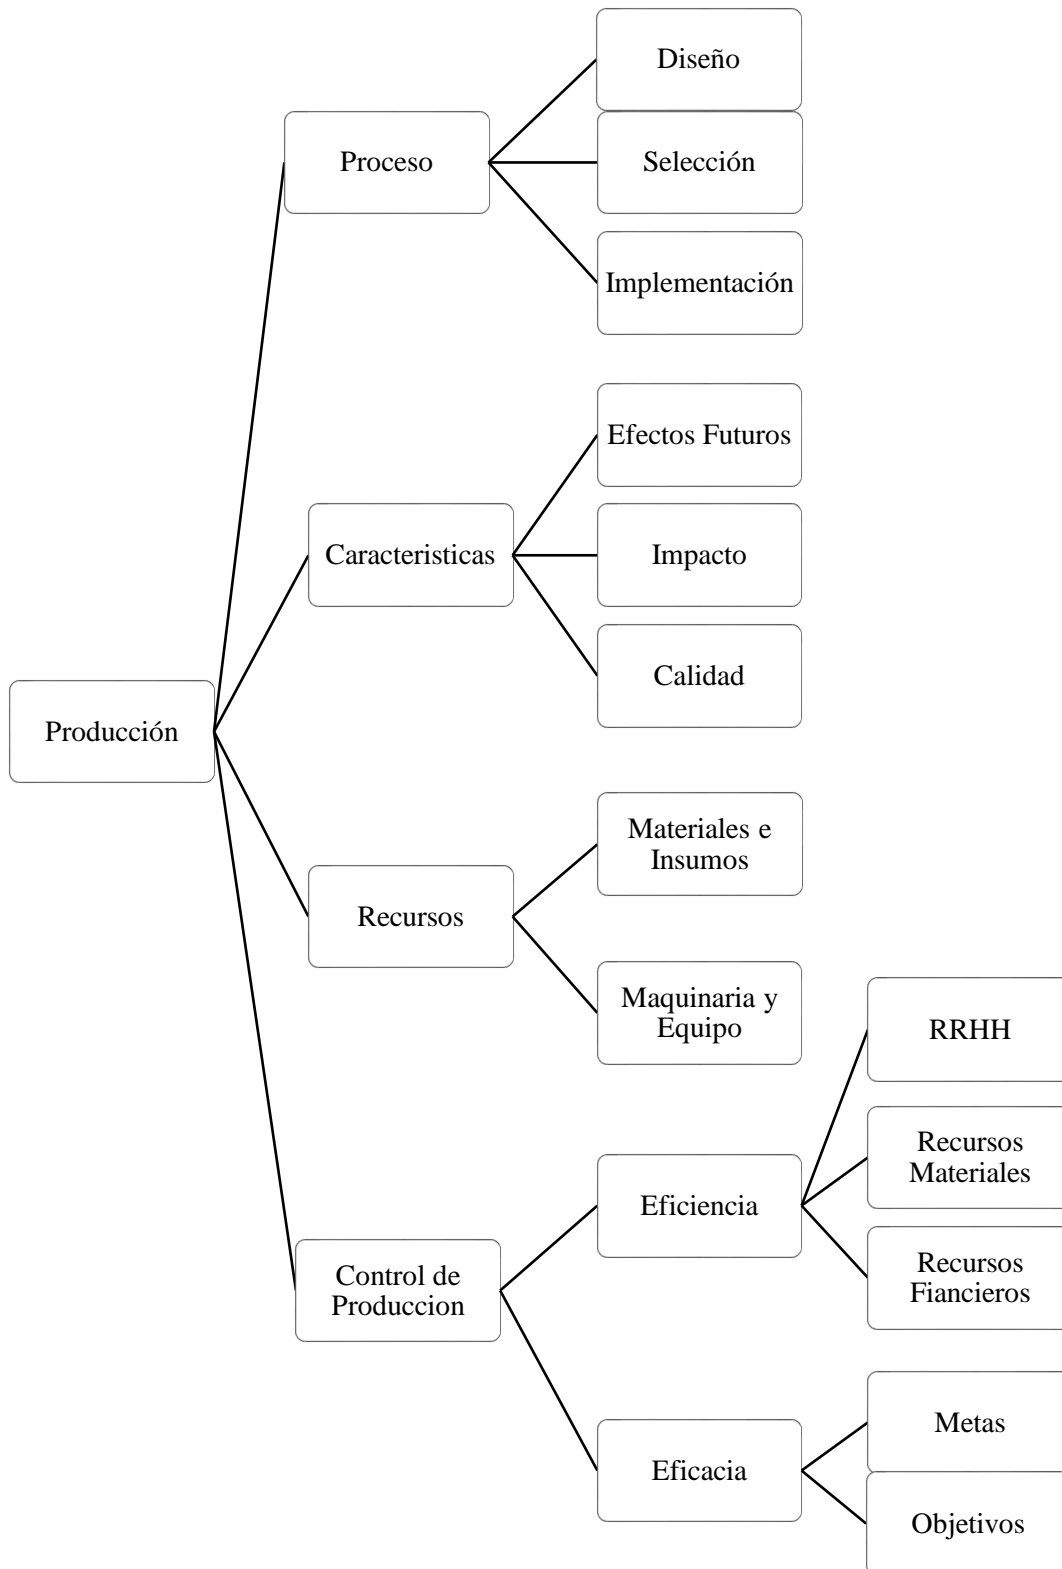 Producción
Proceso
Diseño
Selección
Implementación
Caracteristicas
Efectos Futuros
Impacto
Calidad
Recursos
Materiales e
Insumos
Maquinaria y
Equipo
Control de
Produccion
Eficiencia
RRHH
Recursos
Materiales
Recursos
Fiancieros
Eficacia
Metas
Objetivos